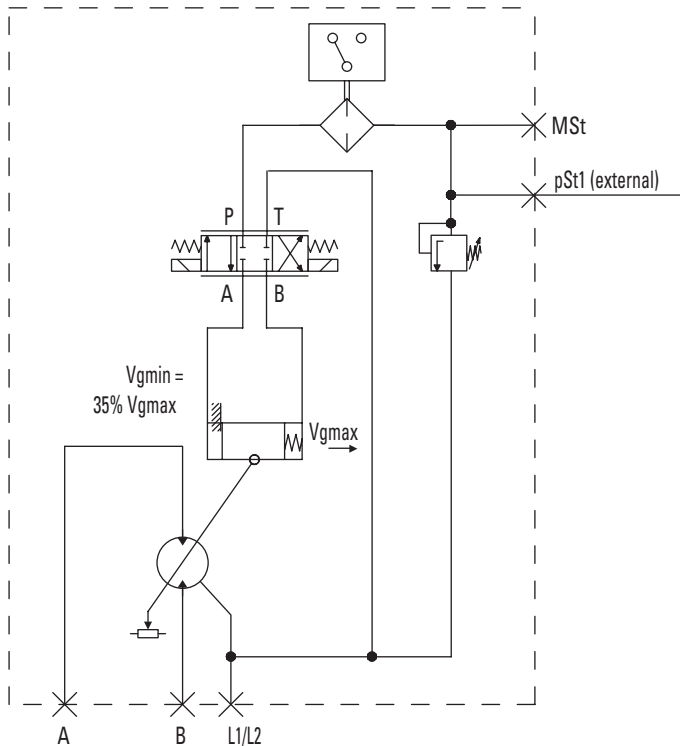 MSt
pSt1 (external)
P T
A B
Vgmin =
35% Vgmax
Vgmax
A B L1/L2